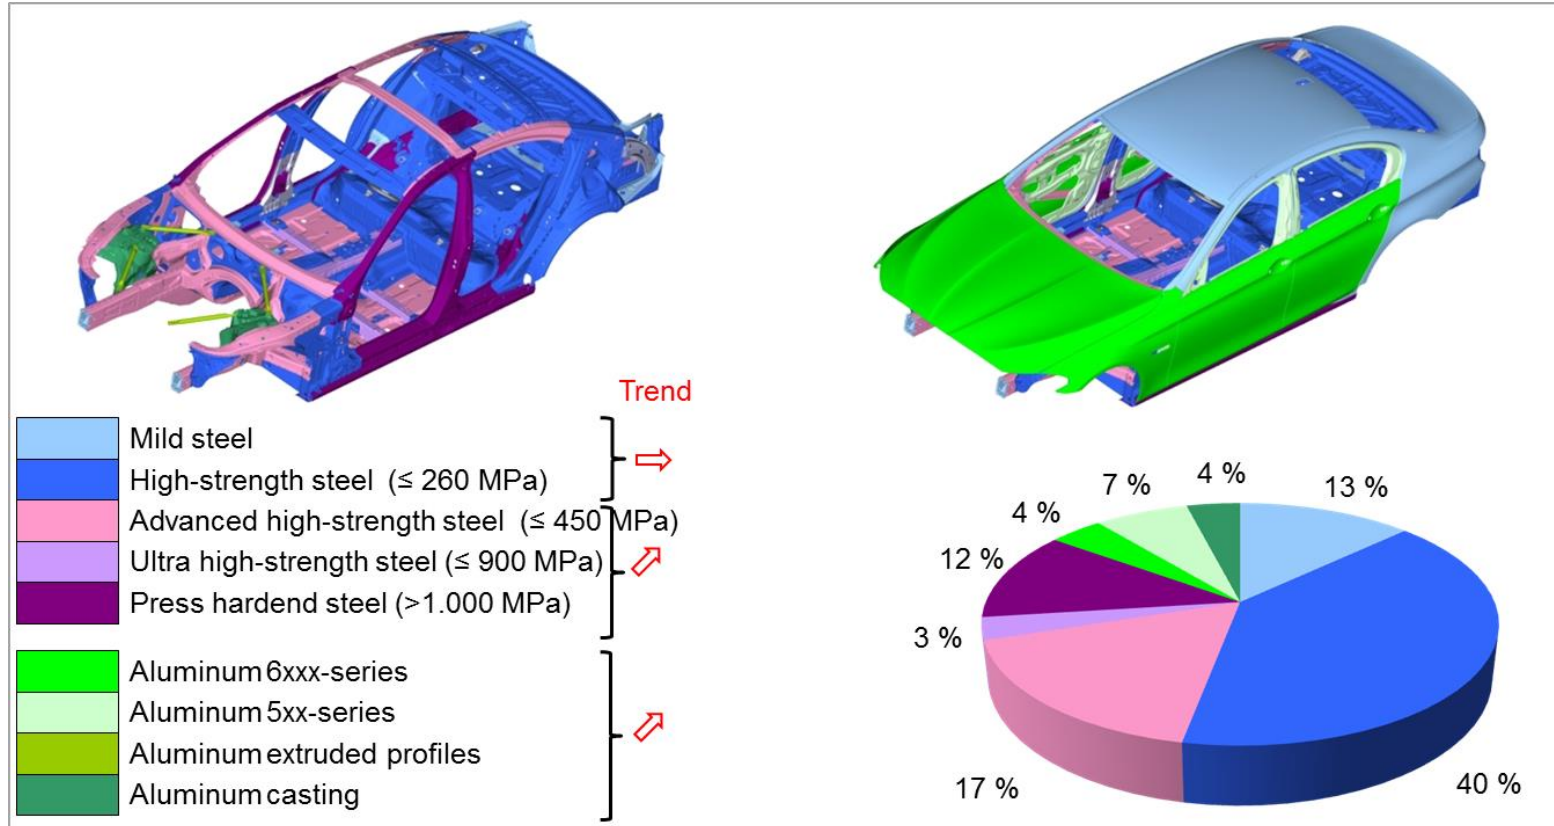 Trend
Mild steel
High-strength steel (≤ 260 MPa)
Advanced high-strength steel (≤ 450 MPa)
Ultra high-strength steel (≤ 900 MPa)
Press hardend steel (>1.000 MPa)
Aluminum 6xxx-series
Aluminum 5xx-series
Aluminum extruded profiles
Aluminum casting
4 %
7 %
13 %
4 %
12 %
3 %
17 %
40 %